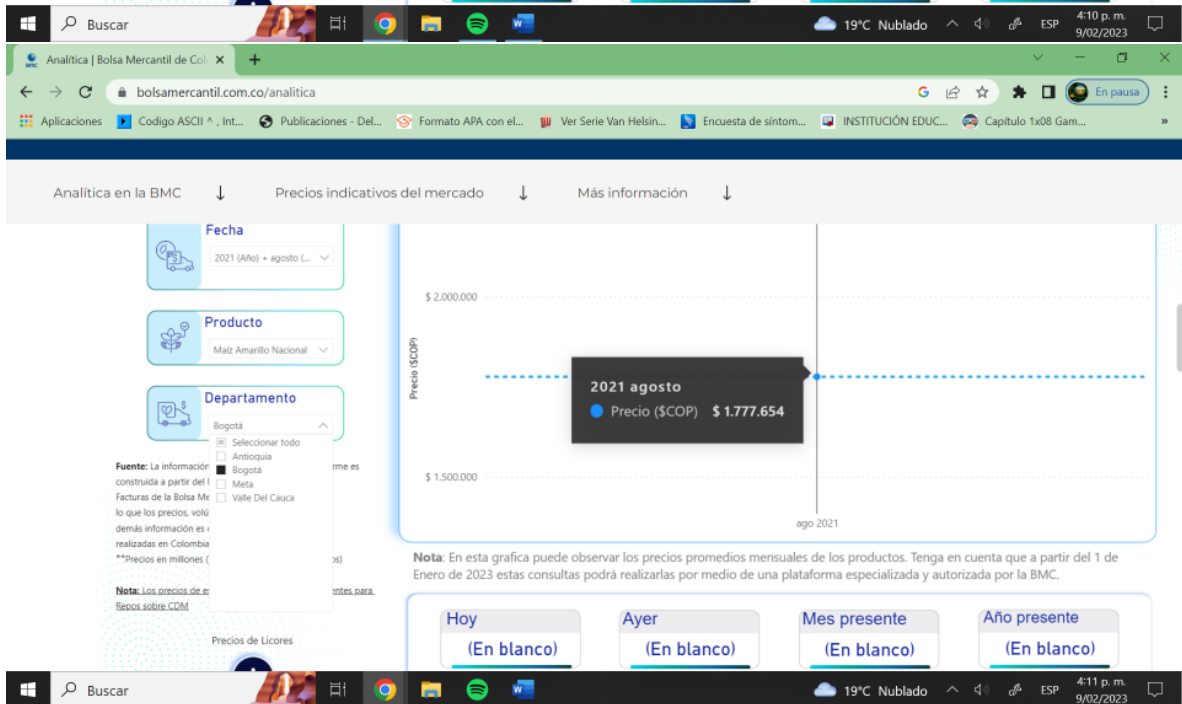 Buscar
19°C Nublado
ESP
4:10 p. m.
9/02/2023
Analítica | Bolsa Mercantil de Col
bolsamercantil.com.co/analitica
En pausa
Aplicaciones
Codigo ASCII ^ , Int...
Publicaciones - Del...
Formato APA con el...
Ver Serie Van Helsin...
Encuesta de síntom...
INSTITUCIÓN EDUC...
Capítulo 1x08 Gam...
»
Analítica en la BMC ↓ Precios indicativos del mercado ↓ Más información ↓
Fecha
2021 (Año) + agosto (...
Producto
Maíz Amarillo Nacional
Departamento
Bogotá
Seleccionar todo
Antioquia
Bogotá
Meta
Valle Del Cauca
Fuente: La información rme es
construida a partir del
Facturas de la Bolsa Me
lo que los precios, volú
demás información es
realizadas en Colombia
**Precios en millones ( os)
Nota: Los precios de es entes para
Repos sobre CDM
Precios de Licores
Precio ($COP)
$ 2.000.000
$ 1.500.000
2021 agosto
Precio ($COP) $ 1.777.654
ago 2021
Nota: En esta grafica puede observar los precios promedios mensuales de los productos. Tenga en cuenta que a partir del 1 de
Enero de 2023 estas consultas podrá realizarlas por medio de una plataforma especializada y autorizada por la BMC.
Hoy
(En blanco)
Ayer
(En blanco)
Mes presente
(En blanco)
Año presente
(En blanco)
Buscar
19°C Nublado
ESP
4:11 p. m.
9/02/2023